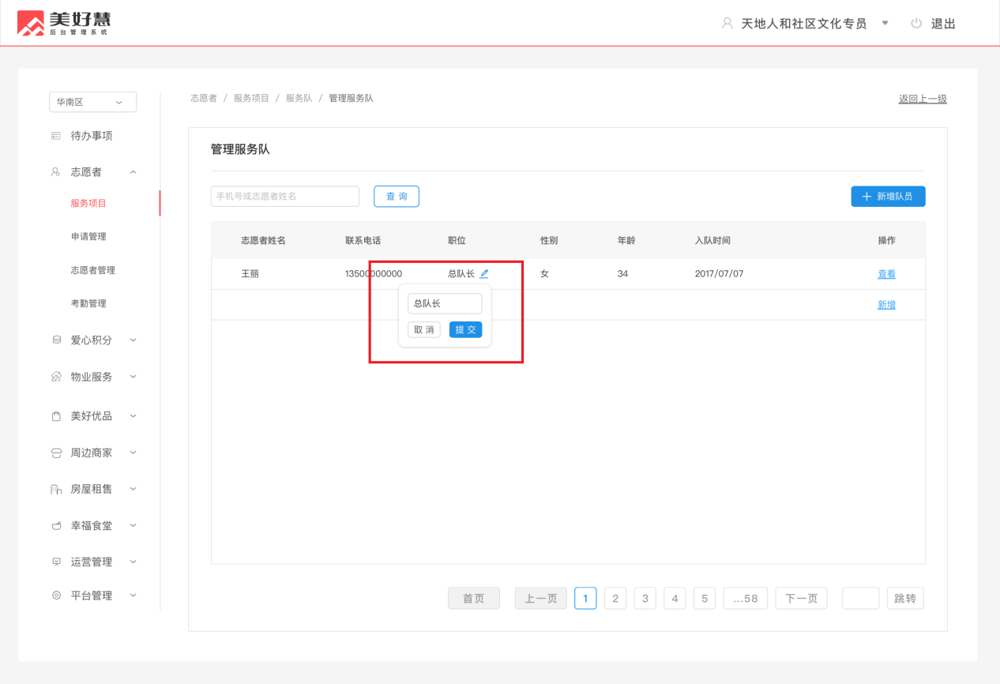 美好慧
后台管理系统
天地人和社区文化专员
退出
华南区
待办事项
志愿者
服务项目
申请管理
志愿者管理
考勤管理
爱心积分
物业服务
美好优品
周边商家
房屋租售
幸福食堂
运营管理
平台管理
志愿者 / 服务项目 / 服务队 / 管理服务队
返回上一级
管理服务队
手机号或志愿者姓名
查 询
新增队员
志愿者姓名 联系电话 职位 性别 年龄 入队时间 操作
王丽 13500000000 总队长 女 34 2017/07/07 查看
新增
总队长
取 消 提 交
首页 上一页 1 2 3 4 5 ...58 下一页 跳转